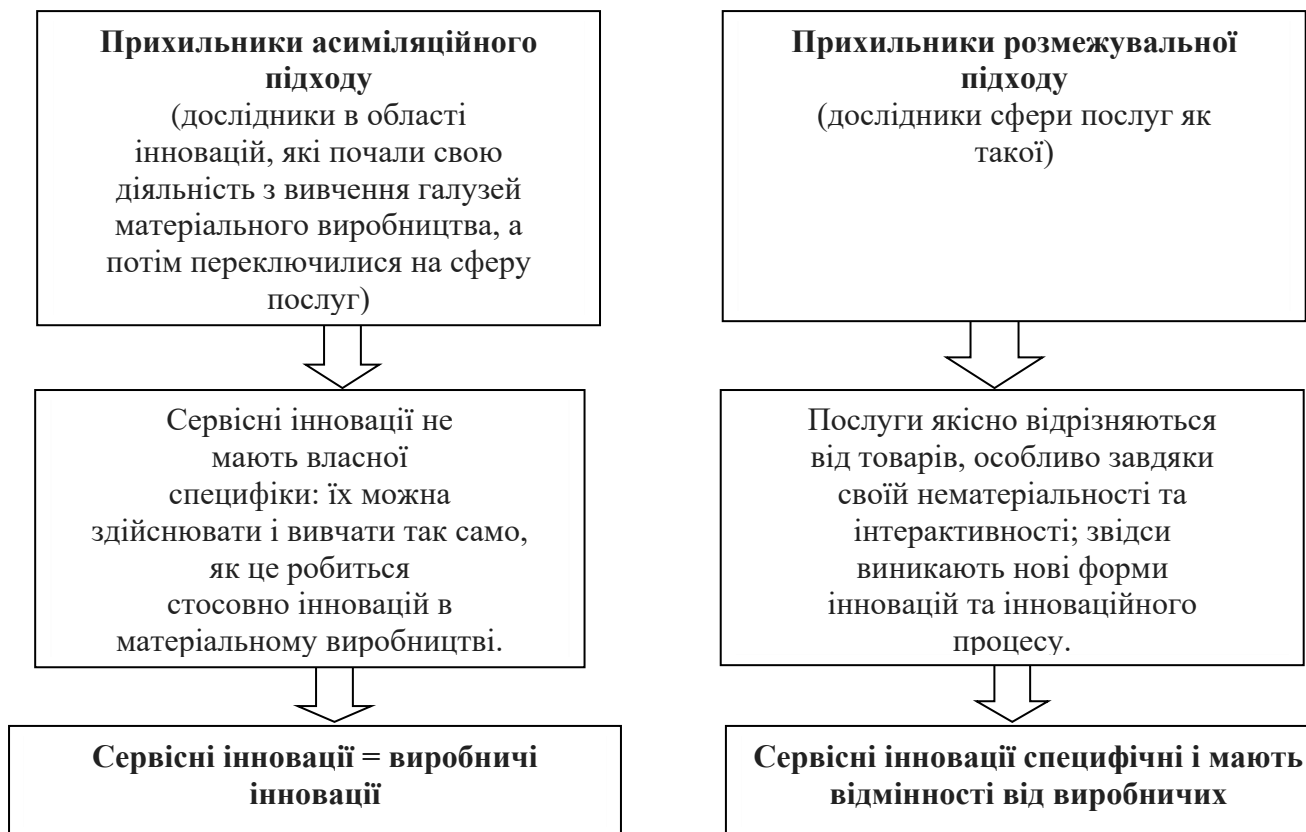 Прихильники асиміляційного
підходу
(дослідники в області
інновацій, які почали свою
діяльність з вивчення галузей
матеріального виробництва, а
потім переключилися на сферу
послуг)
Сервісні інновації не
мають власної
специфіки: їх можна
здійснювати і вивчати так само,
як це робиться
стосовно інновацій в
матеріальному виробництві.
Сервісні інновації = виробничі
інновації
Прихильники розмежувальної
підходу
(дослідники сфери послуг як
такої)
Послуги якісно відрізняються
від товарів, особливо завдяки
своїй нематеріальності та
інтерактивності; звідси
виникають нові форми
інновацій та інноваційного
процесу.
Сервісні інновації специфічні і мають
відмінності від виробничих